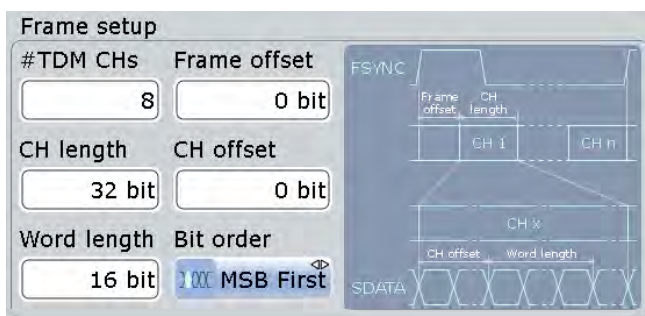 Frame setup
#TDM CHs
8
Frame offset
0 bit
CH length
32 bit
CH offset
0 bit
Word length
16 bit
Bit order
MSB First
FSYNC
Frame offset
CH length
CH 1
CH n
CH x
CH offset
Word length
SDATA